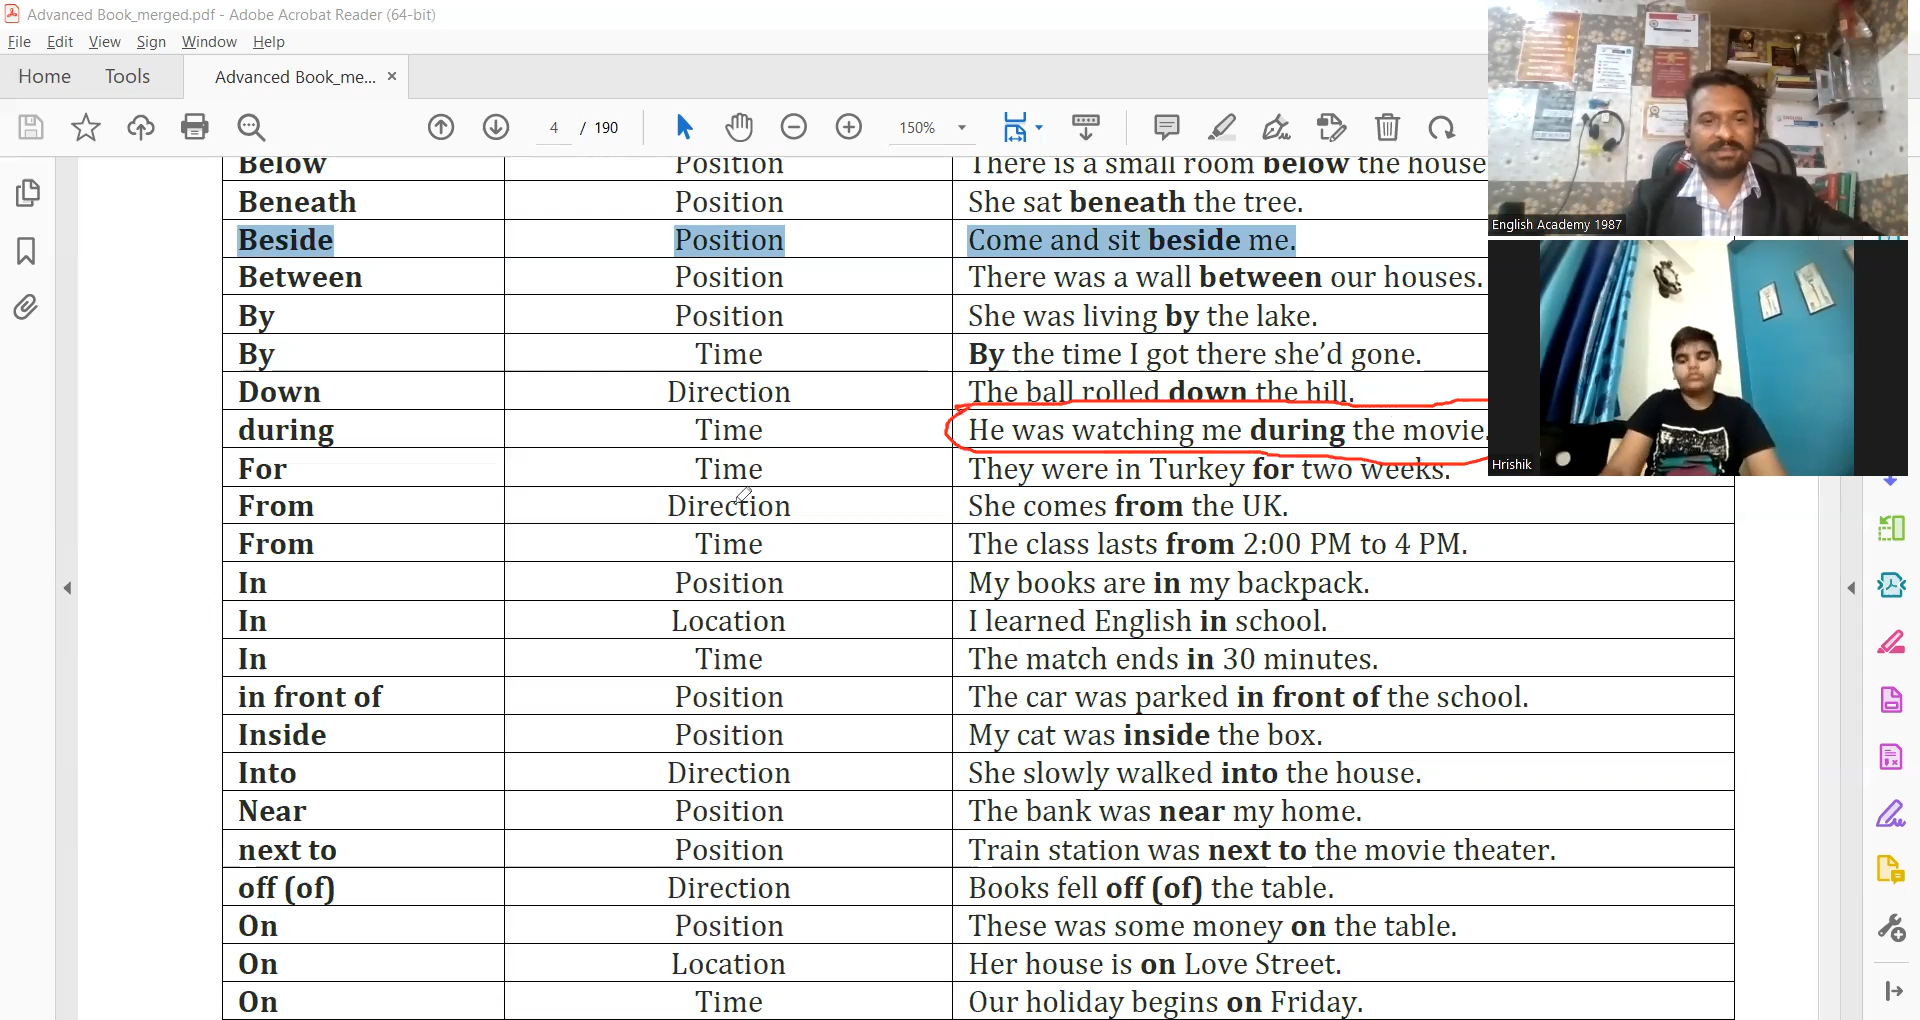 Advanced Book_merged.pdf - Adobe Acrobat Reader (64-bit)
File Edit View Sign Window Help
Home Tools Advanced Book_me... ×
4 / 190 150%
Below Position There is a small room below the house
Beneath Position She sat beneath the tree.
Beside Position Come and sit beside me.
Between Position There was a wall between our houses.
By Position She was living by the lake.
By Time By the time I got there she’d gone.
Down Direction The ball rolled down the hill.
during Time He was watching me during the movie.
For Time They were in Turkey for two weeks.
From Direction She comes from the UK.
From Time The class lasts from 2:00 PM to 4 PM.
In Position My books are in my backpack.
In Location I learned English in school.
In Time The match ends in 30 minutes.
in front of Position The car was parked in front of the school.
Inside Position My cat was inside the box.
Into Direction She slowly walked into the house.
Near Position The bank was near my home.
next to Position Train station was next to the movie theater.
off (of) Direction Books fell off (of) the table.
On Position These was some money on the table.
On Location Her house is on Love Street.
On Time Our holiday begins on Friday.
English Academy 1987
Hrishik